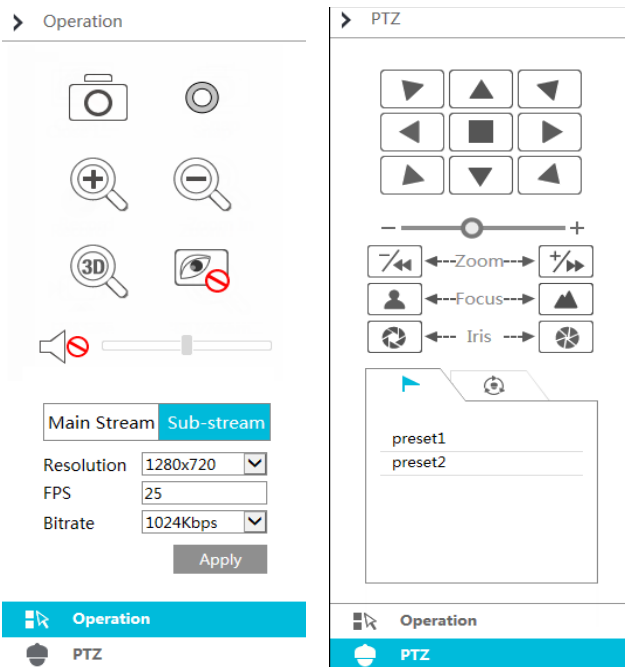 Operation
3D
Main Stream Sub-stream
Resolution 1280x720
FPS 25
Bitrate 1024Kbps
Apply
Operation
PTZ
PTZ
- +
-/ Zoom +/
Focus
Iris
preset1
preset2
Operation
PTZ